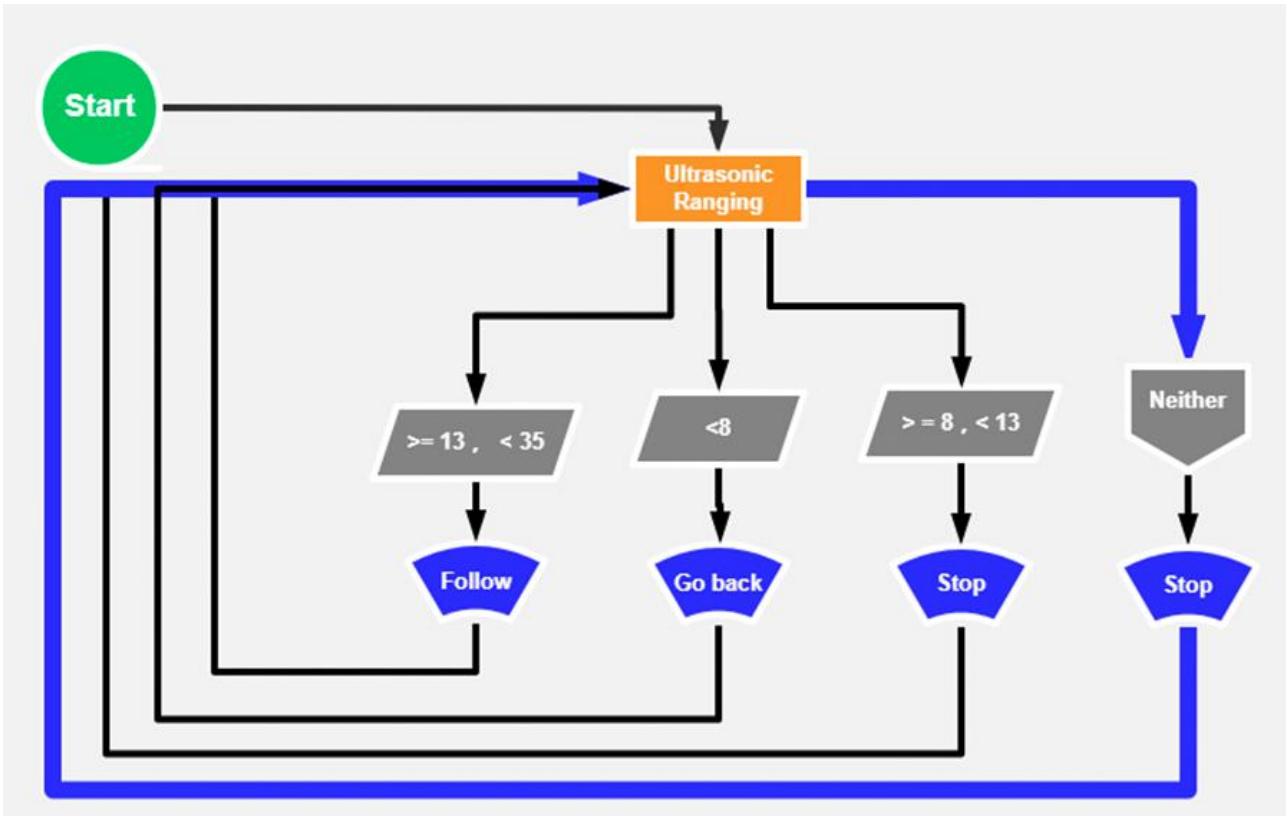 Start
Ultrasonic
Ranging
>= 13 ,   < 35
<8
> = 8 , < 13
Neither
Follow
Go back
Stop
Stop